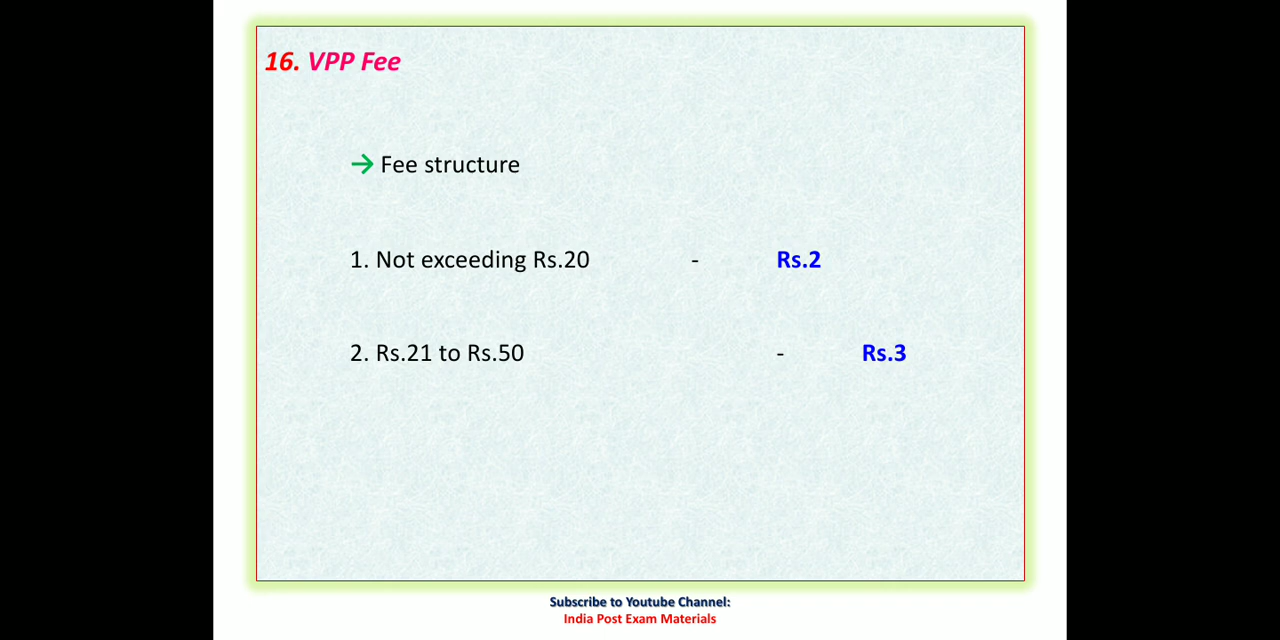 16. VPP Fee
→ Fee structure
1. Not exceeding Rs.20 - Rs.2
2. Rs.21 to Rs.50 - Rs.3
Subscribe to Youtube Channel:
India Post Exam Materials